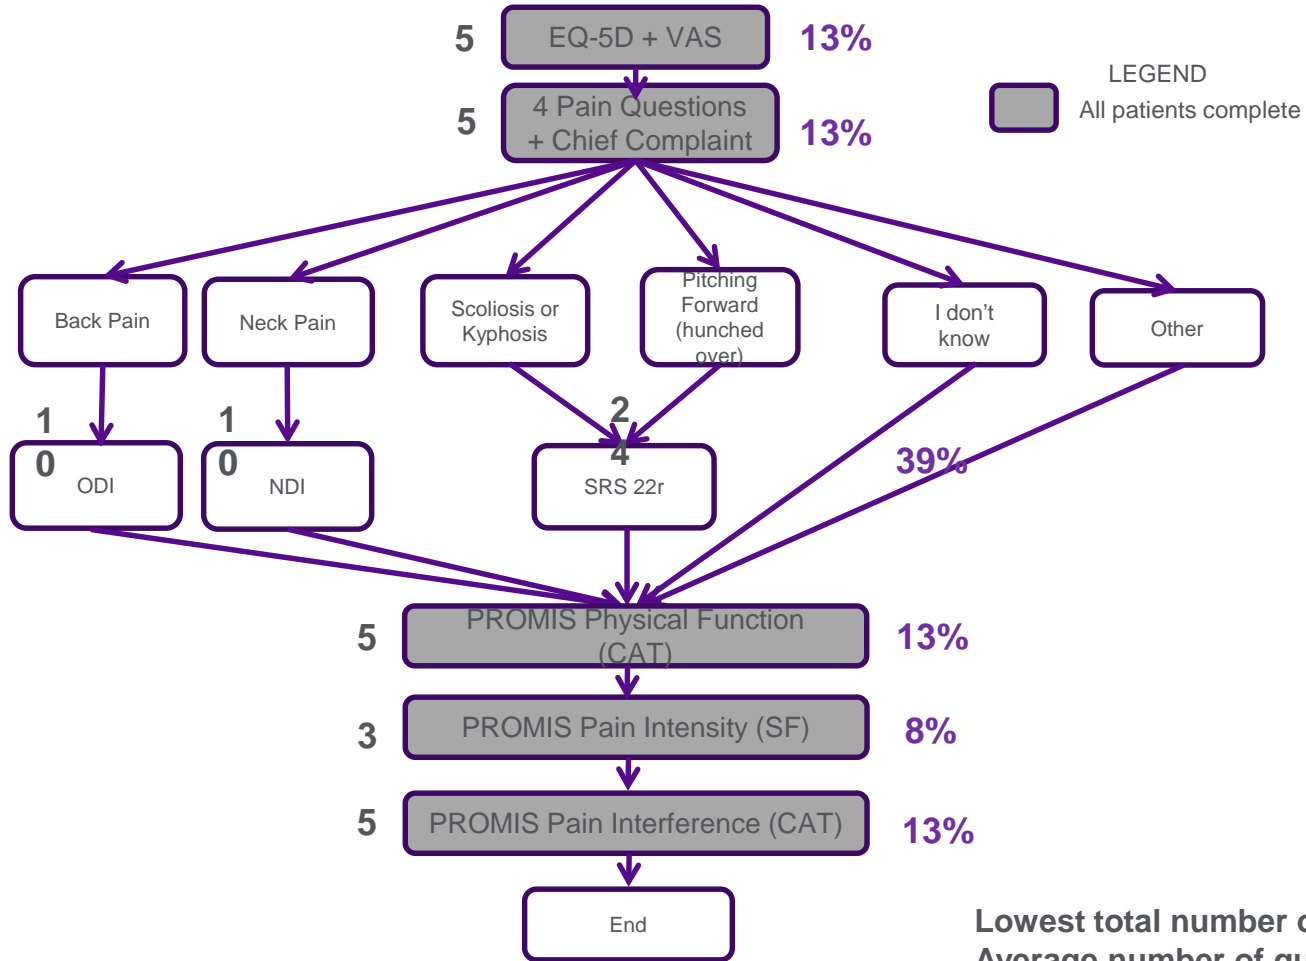 5
EQ-5D + VAS
13%
LEGEND
All patients complete
5
4 Pain Questions
+ Chief Complaint
13%
Back Pain
Neck Pain
Scoliosis or
Kyphosis
Pitching
Forward
(hunched
over)
I don't
know
Other
1
0
1
0
2
4
ODI
NDI
SRS 22r
39%
5
PROMIS Physical Function
(CAT)
13%
3
PROMIS Pain Intensity (SF)
8%
5
PROMIS Pain Interference (CAT)
13%
End
Lowest total number
Average number of